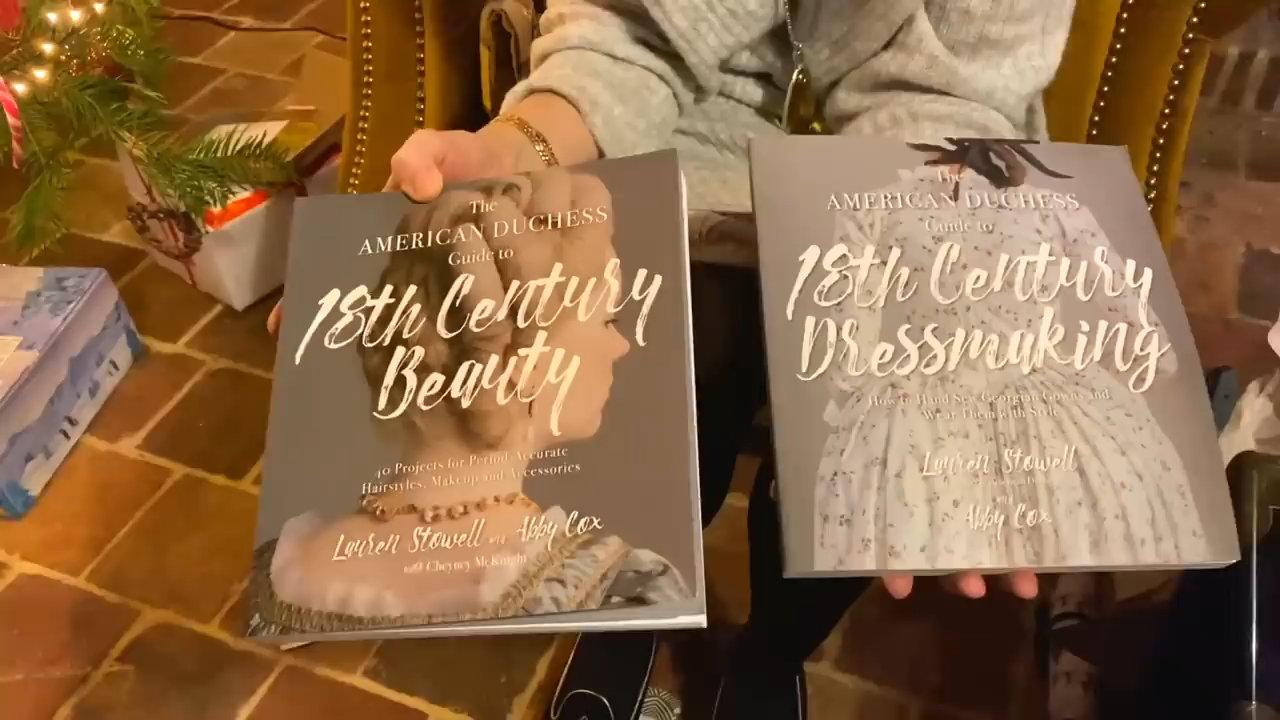 The
AMERICAN DUCHESS
Guide to
18th Century
Beauty
40 Projects for Period-Accurate
Hairstyles, Makeup and Accessories
Lauren Stowell and Abby Cox
with Cheyney McKnight
The
AMERICAN DUCHESS
Guide to
18th Century
Dressmaking
How to Hand Sew Georgian Gowns and
Wear Them with Style
Lauren Stowell
and
Abby Cox